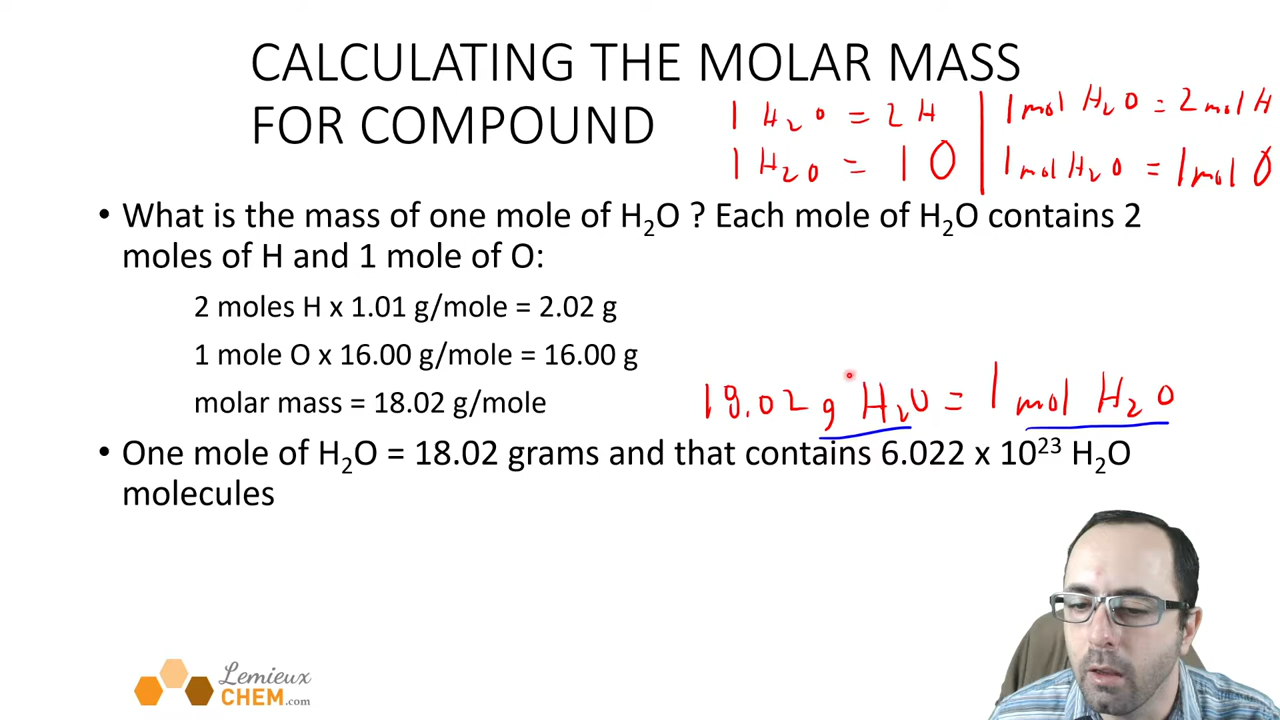 CALCULATING THE MOLAR MASS
FOR COMPOUND
1 H₂O = 2 H
1 H₂O = 1 O
1 mol H₂O = 2 mol H
1 mol H₂O = 1 mol O
• What is the mass of one mole of H₂O ? Each mole of H₂O contains 2
moles of H and 1 mole of O:
2 moles H x 1.01 g/mole = 2.02 g
1 mole O x 16.00 g/mole = 16.00 g
molar mass = 18.02 g/mole
18.02 g H₂O = 1 mol H₂O
• One mole of H₂O = 18.02 grams and that contains 6.022 x 10²³ H₂O
molecules
Lemieux
CHEM.com